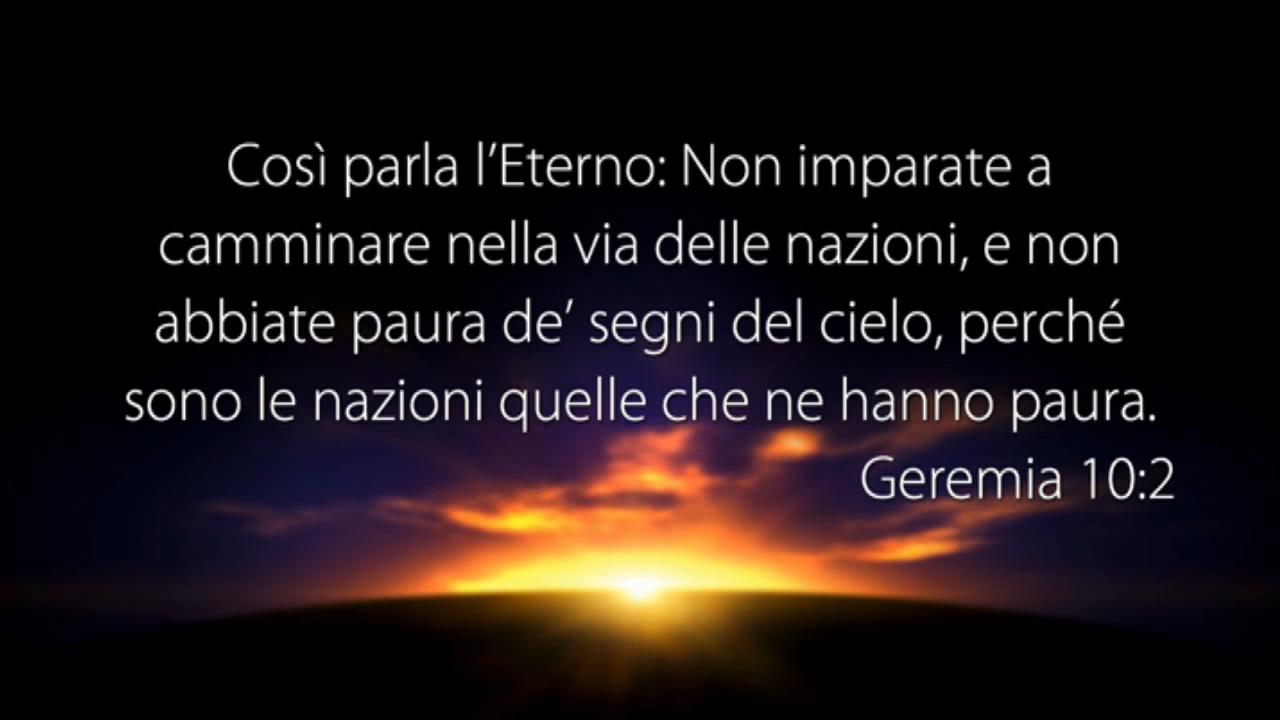 Così parla l’Eterno: Non imparate a
camminare nella via delle nazioni, e non
abbiate paura de’ segni del cielo, perché
sono le nazioni quelle che ne hanno paura.
Geremia 10:2